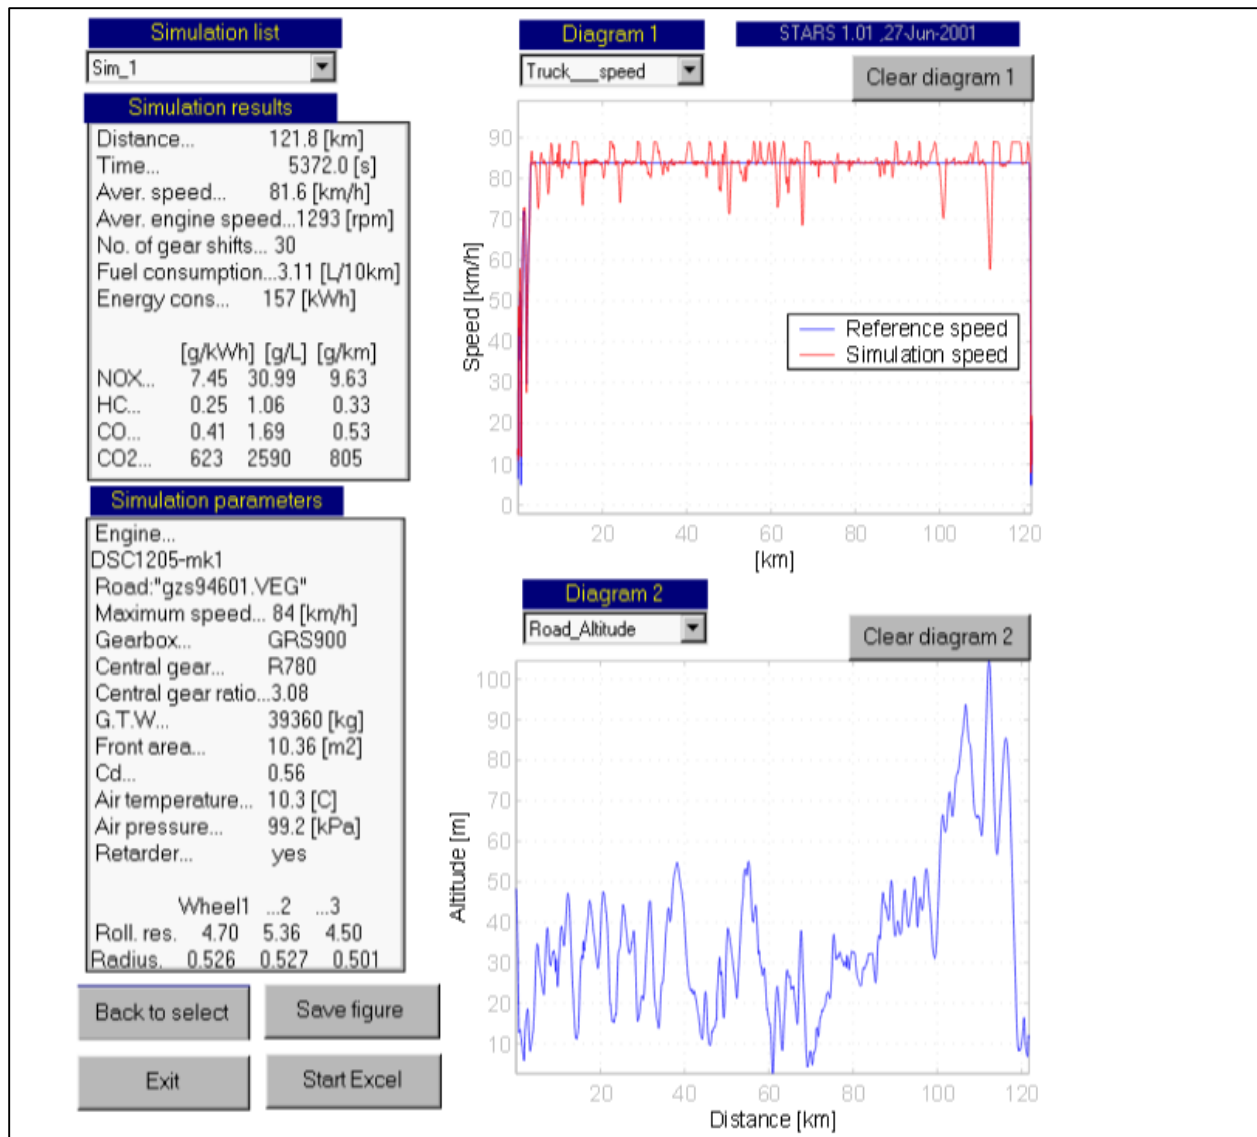 Simulation list
Sim_1
Simulation results
Distance... 121.8 [km]
Time... 5372.0 [s]
Aver. speed... 81.6 [km/h]
Aver. engine speed...1293 [rpm]
No. of gear shifts... 30
Fuel consumption...3.11 [L/10km]
Energy cons... 157 [kWh]
[g/kWh] [g/L] [g/km]
NOX... 7.45 30.99 9.63
HC... 0.25 1.06 0.33
CO... 0.41 1.69 0.53
CO2... 623 2590 805
Simulation parameters
Engine...
DSC1205-mk1
Road:"gzs94601.VEG"
Maximum speed... 84 [km/h]
Gearbox... GRS900
Central gear... R780
Central gear ratio...3.08
G.T.W... 39360 [kg]
Front area... 10.36 [m2]
Cd... 0.56
Air temperature... 10.3 [C]
Air pressure... 99.2 [kPa]
Retarder... yes
Wheel1 ...2 ...3
Roll. res. 4.70 5.36 4.50
Radius. 0.526 0.527 0.501
Back to select
Save figure
Exit
Start Excel
Diagram 1
STARS 1.01 ,27-Jun-2001
Truck___speed
Clear diagram 1
90
80
70
60
50
40
30
20
10
0
Speed [km/h]
Reference speed
Simulation speed
20 40 60 80 100 120
[km]
Diagram 2
Road_Altitude
Clear diagram 2
100
90
80
70
60
50
40
30
20
10
Altitude [m]
20 40 60 80 100 120
Distance [km]